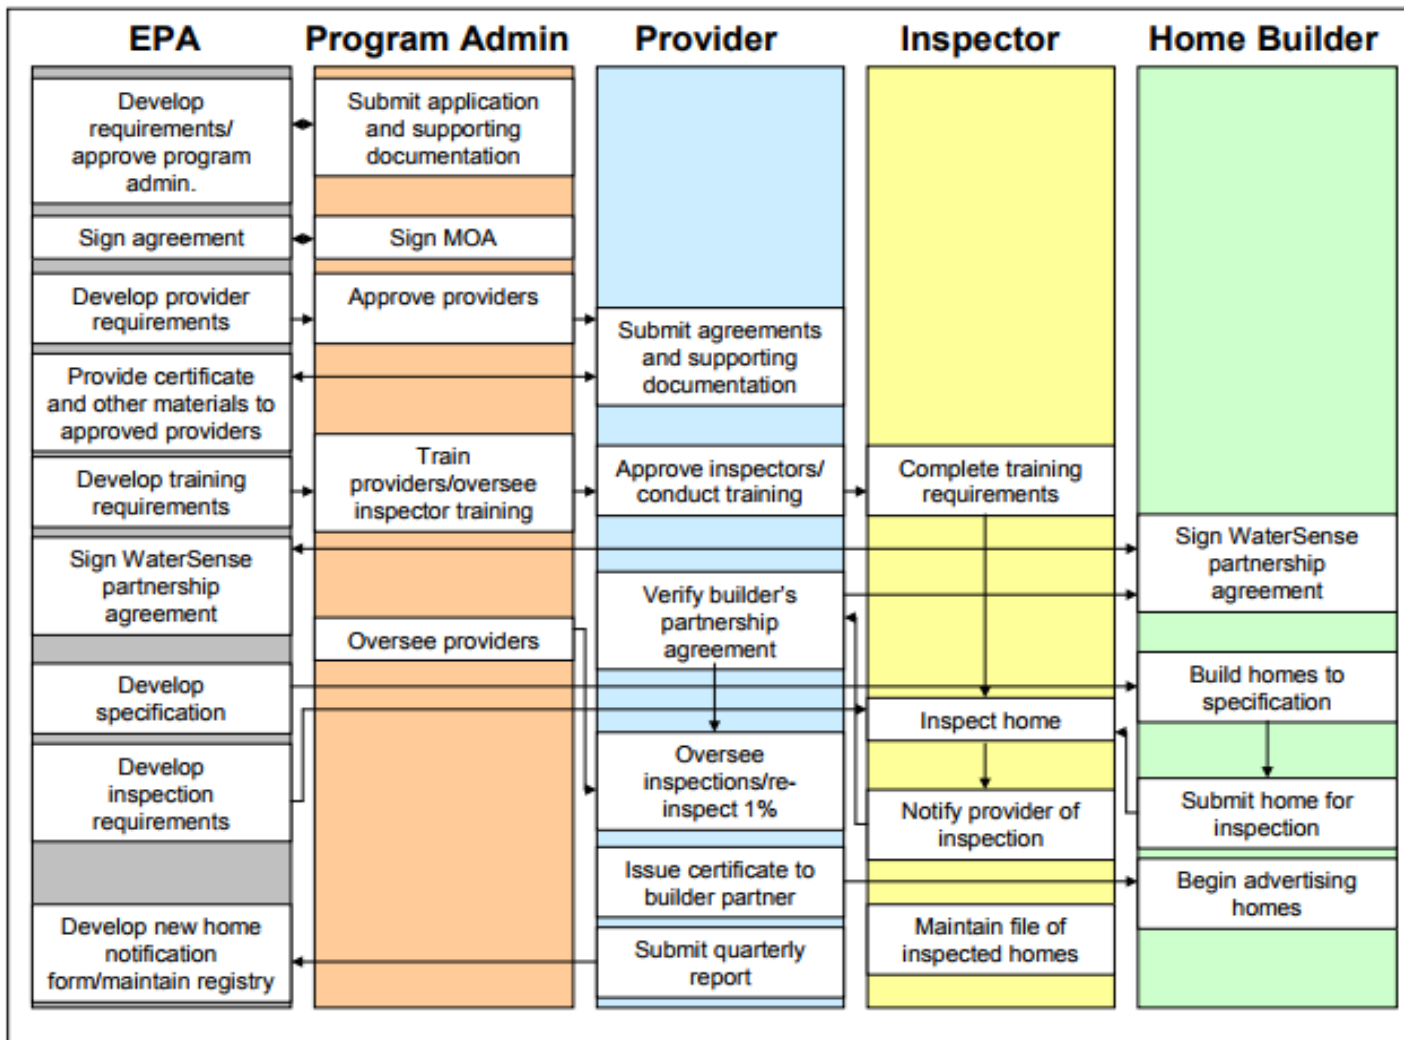 EPA
Program Admin
Provider
Inspector
Home Builder
Develop
requirements/
approve program
admin.
Sign agreement
Develop provider
requirements
Provide certificate
and other materials to
approved providers
Develop training
requirements
Sign WaterSense
partnership
agreement
Develop
specification
Develop
inspection
requirements
Develop new home
notification
form/maintain registry
Submit application
and supporting
documentation
Sign MOA
Approve providers
Train
providers/oversee
inspector training
Oversee providers
Submit agreements
and supporting
documentation
Approve inspectors/
conduct training
Verify builder's
partnership
agreement
Oversee
inspections/re-
inspect 1%
Issue certificate to
builder partner
Submit quarterly
report
Complete training
requirements
Inspect home
Notify provider of
inspection
Maintain file of
inspected homes
Sign WaterSense
partnership
agreement
Build homes to
specification
Submit home for
inspection
Begin advertising
homes